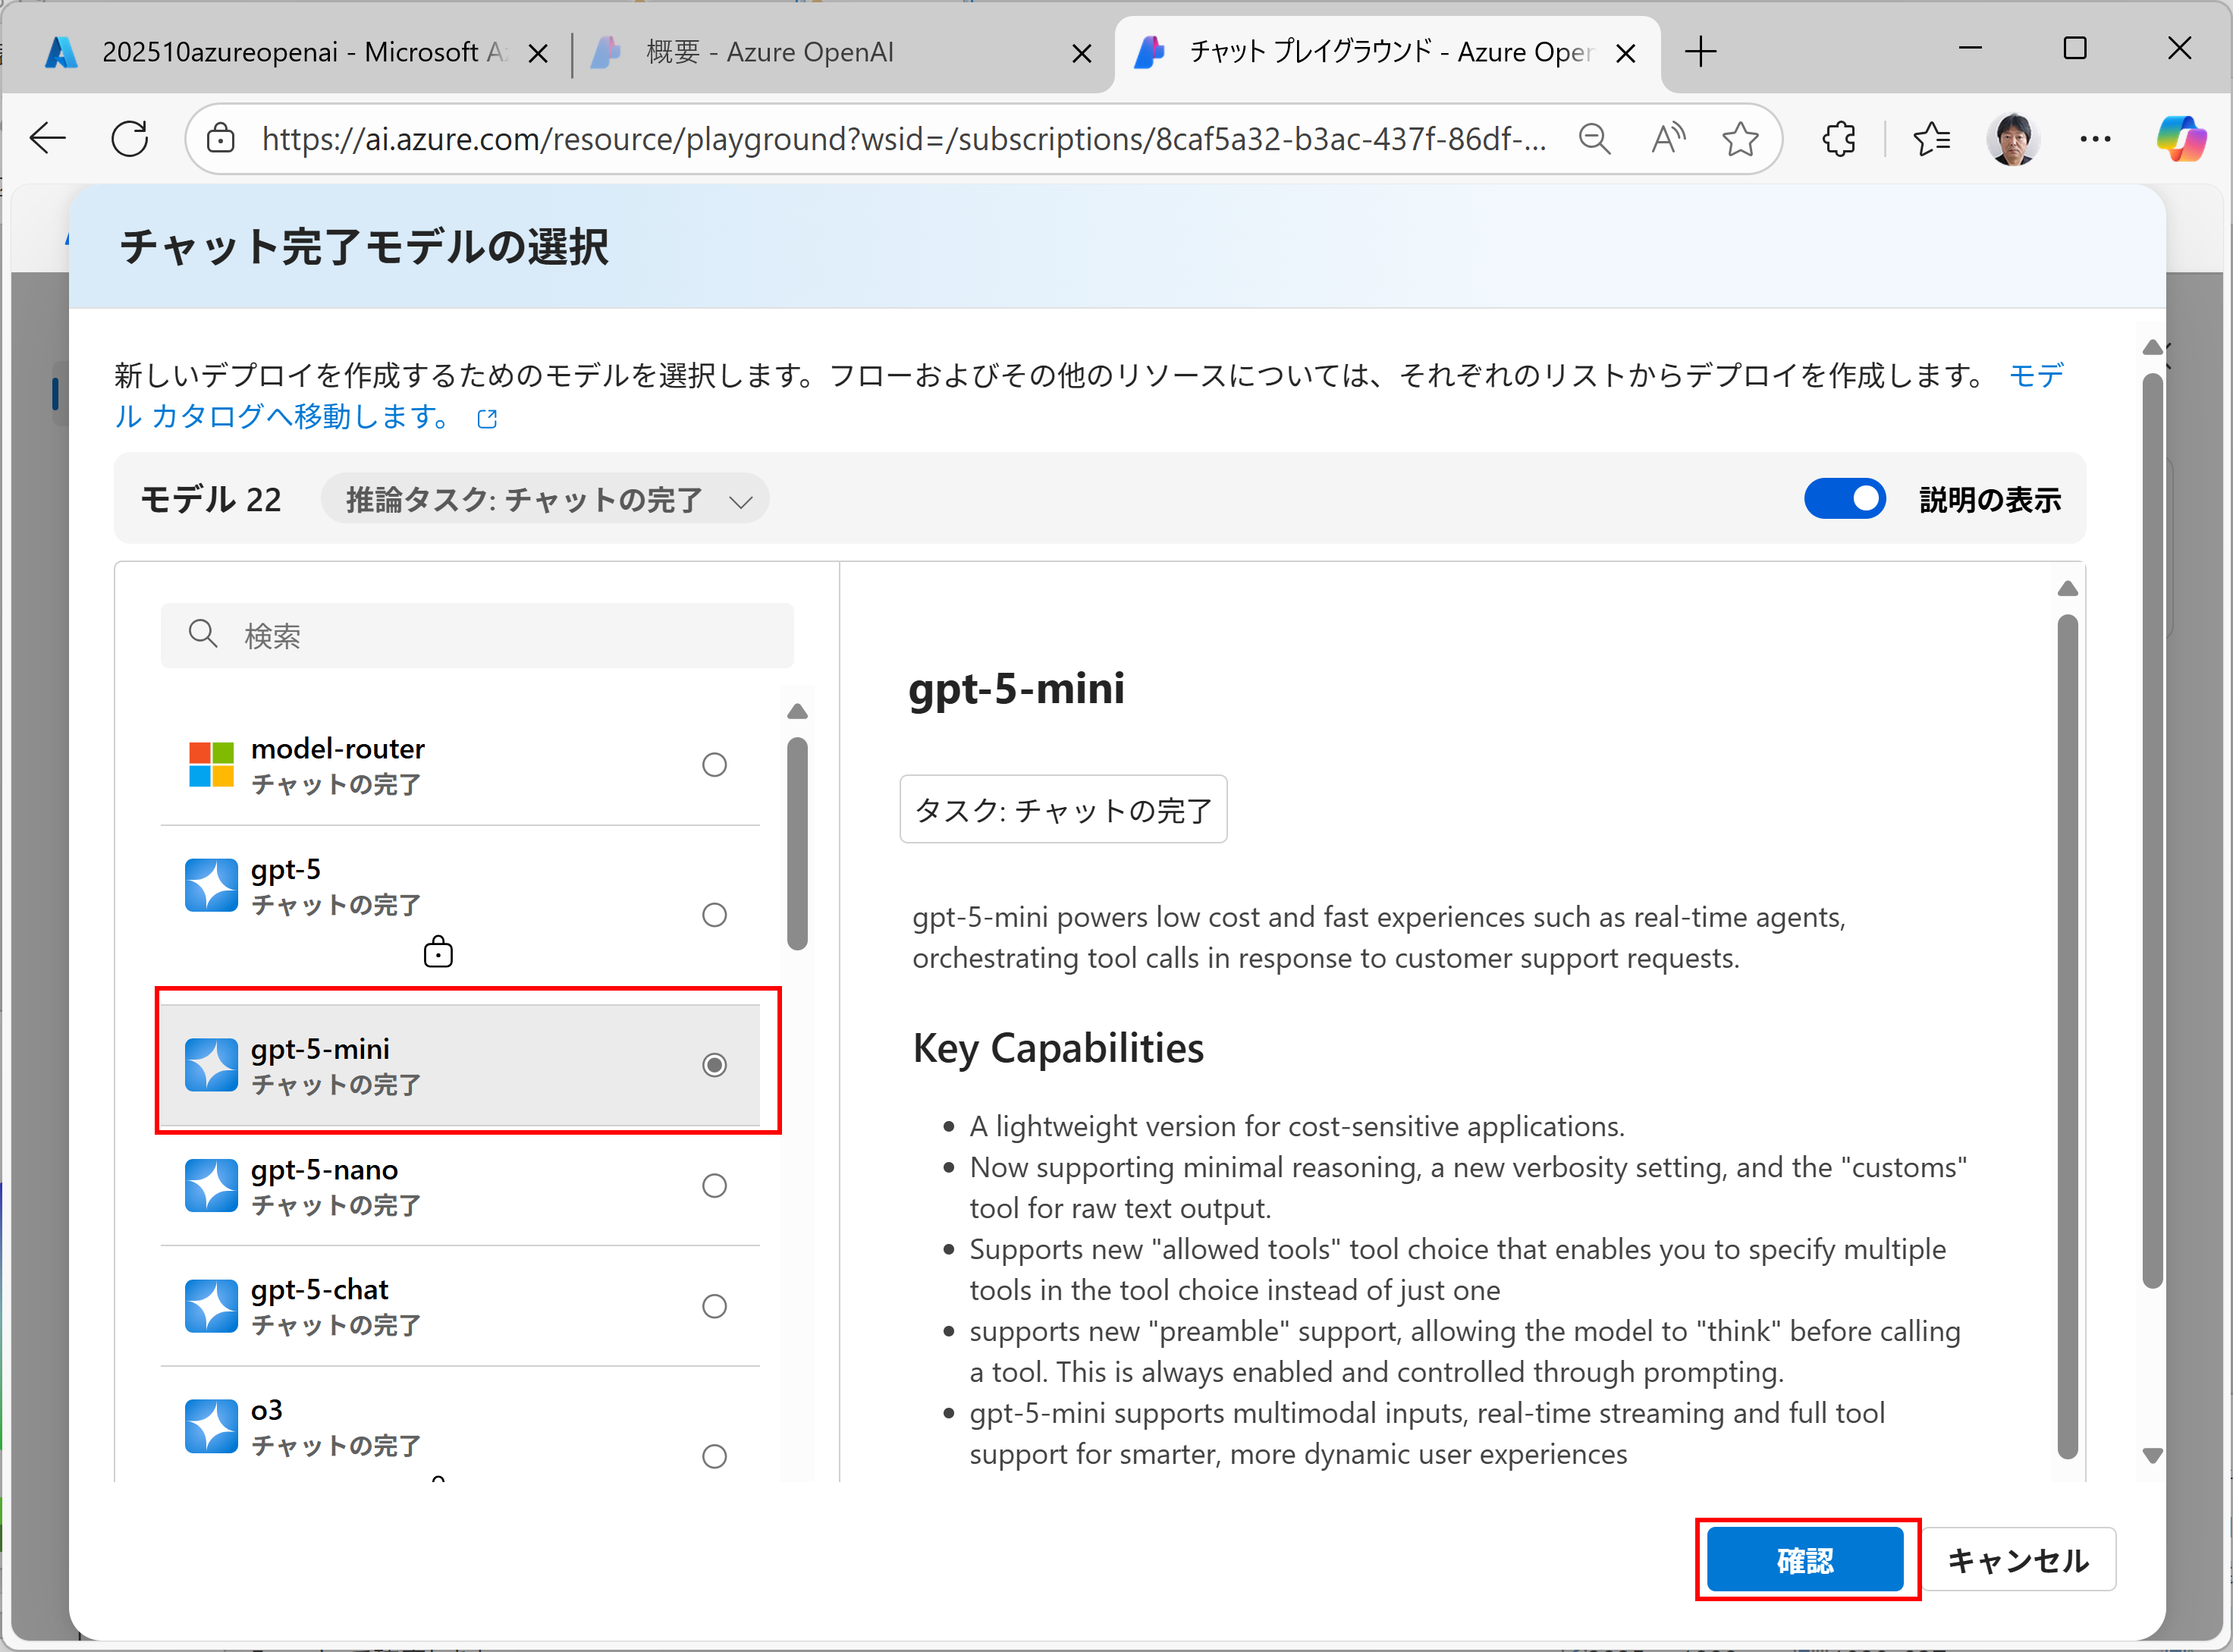 202510azureopenai - Microsoft Az
概要 - Azure OpenAI
チャット プレイグラウンド - Azure Open
https://ai.azure.com/resource/playground?wsid=/subscriptions/8caf5a32-b3ac-437f-86df-...
チャット完了モデルの選択
新しいデプロイを作成するためのモデルを選択します。フローおよびその他のリソースについては、それぞれのリストからデプロイを作成します。 モデ
ル カタログへ移動します。
モデル 22
推論タスク: チャットの完了
説明の表示
検索
model-router
チャットの完了
gpt-5
チャットの完了
gpt-5-mini
チャットの完了
gpt-5-nano
チャットの完了
gpt-5-chat
チャットの完了
o3
チャットの完了
gpt-5-mini
タスク: チャットの完了
gpt-5-mini powers low cost and fast experiences such as real-time agents,
orchestrating tool calls in response to customer support requests.
Key Capabilities
• A lightweight version for cost-sensitive applications.
• Now supporting minimal reasoning, a new verbosity setting, and the "customs"
tool for raw text output.
• Supports new "allowed tools" tool choice that enables you to specify multiple
tools in the tool choice instead of just one
• supports new "preamble" support, allowing the model to "think" before calling
a tool. This is always enabled and controlled through prompting.
• gpt-5-mini supports multimodal inputs, real-time streaming and full tool
support for smarter, more dynamic user experiences
確認
キャンセル